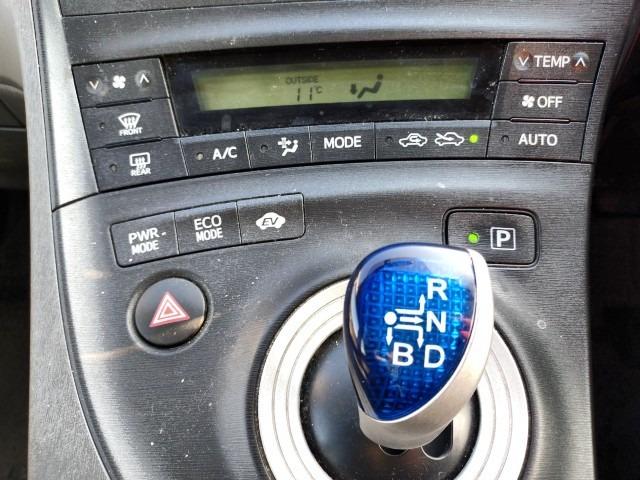 OUTSIDE
11°C
TEMP
OFF
FRONT
REAR
A/C
MODE
AUTO
PWR-
MODE
ECO
MODE
EV
P
R
N
B D